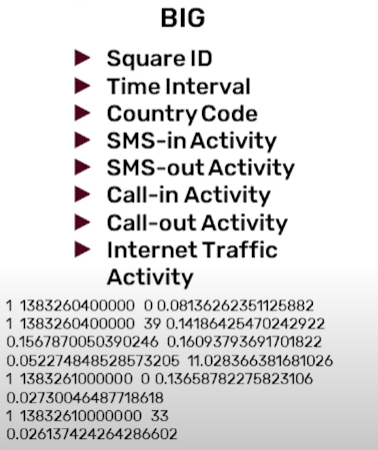 BIG
Square ID
Time Interval
Country Code
SMS-in Activity
SMS-out Activity
Call-in Activity
Call-out Activity
Internet Traffic
Activity
1 1383260400000 0 0.08136262351125882
1 1383260400000 39 0.14186425470242922
0.1567870050390246 0.16093793691701822
0.052274848528573205 11.028366381681026
1 1383261000000 0 0.13658782275823106
0.02730046487718618
1 13832610000000 33
0.026137424264286602